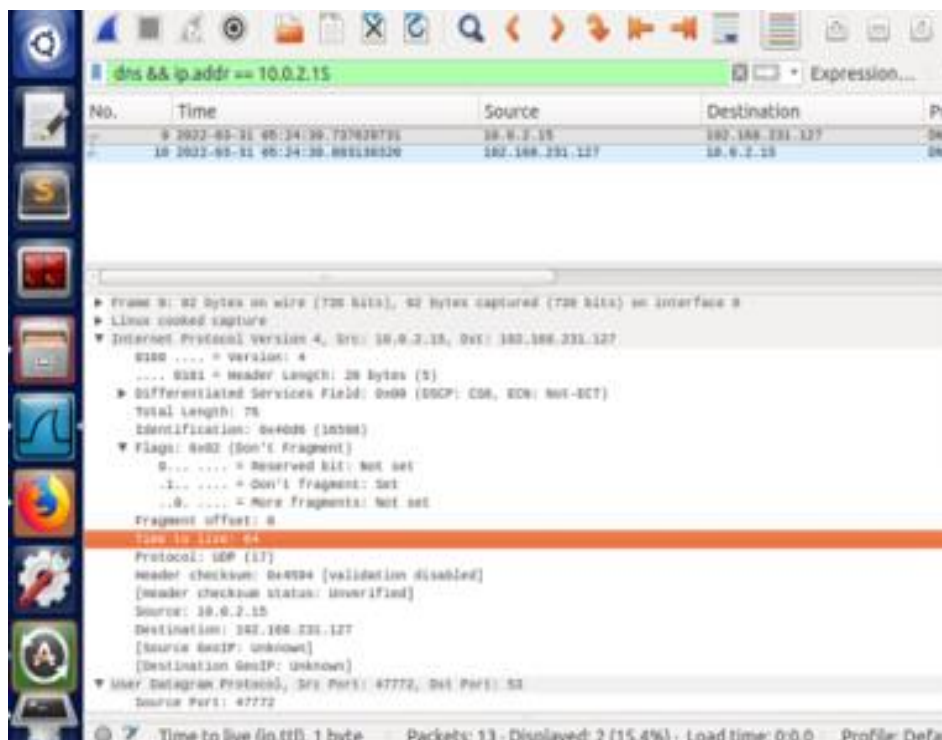 dns && ip.addr == 10.0.2.15
Expression...
No. Time Source Destination
9 2022-03-31 05:24:30.737620731 10.0.2.15 192.168.231.127
10 2022-03-31 05:24:30. 192.168.231.127 10.0.2.15
Frame 9: 92 bytes on wire (736 bits), 92 bytes captured (736 bits) on interface 0
Linux cooked capture
Internet Protocol Version 4, Src: 10.0.2.15, Dst: 192.168.231.127
0100 .... = Version: 4
.... 0101 = Header Length: 20 bytes (5)
Differentiated Services Field: 0x00 (DSCP: CS0, ECN: Not-ECT)
Total Length: 76
Identification:
Flags: 0x02 (Don't Fragment)
0... .... = Reserved bit: Not set
.1.. .... = Don't fragment: Set
..0. .... = More fragments: Not set
Fragment offset: 0
Time to live: 64
Protocol: UDP (17)
Header checksum: [validation disabled]
[Header checksum status: Unverified]
Source: 10.0.2.15
Destination: 192.168.231.127
[Source GeoIP: Unknown]
[Destination GeoIP: Unknown]
User Datagram Protocol, Src Port: 47772, Dst Port: 53
Source Port: 47772
Time to live (ip.ttl), 1 byte Packets: 13 · Displayed: 2 (15.4%) · Load time: 0:0.0 Profile: Defa